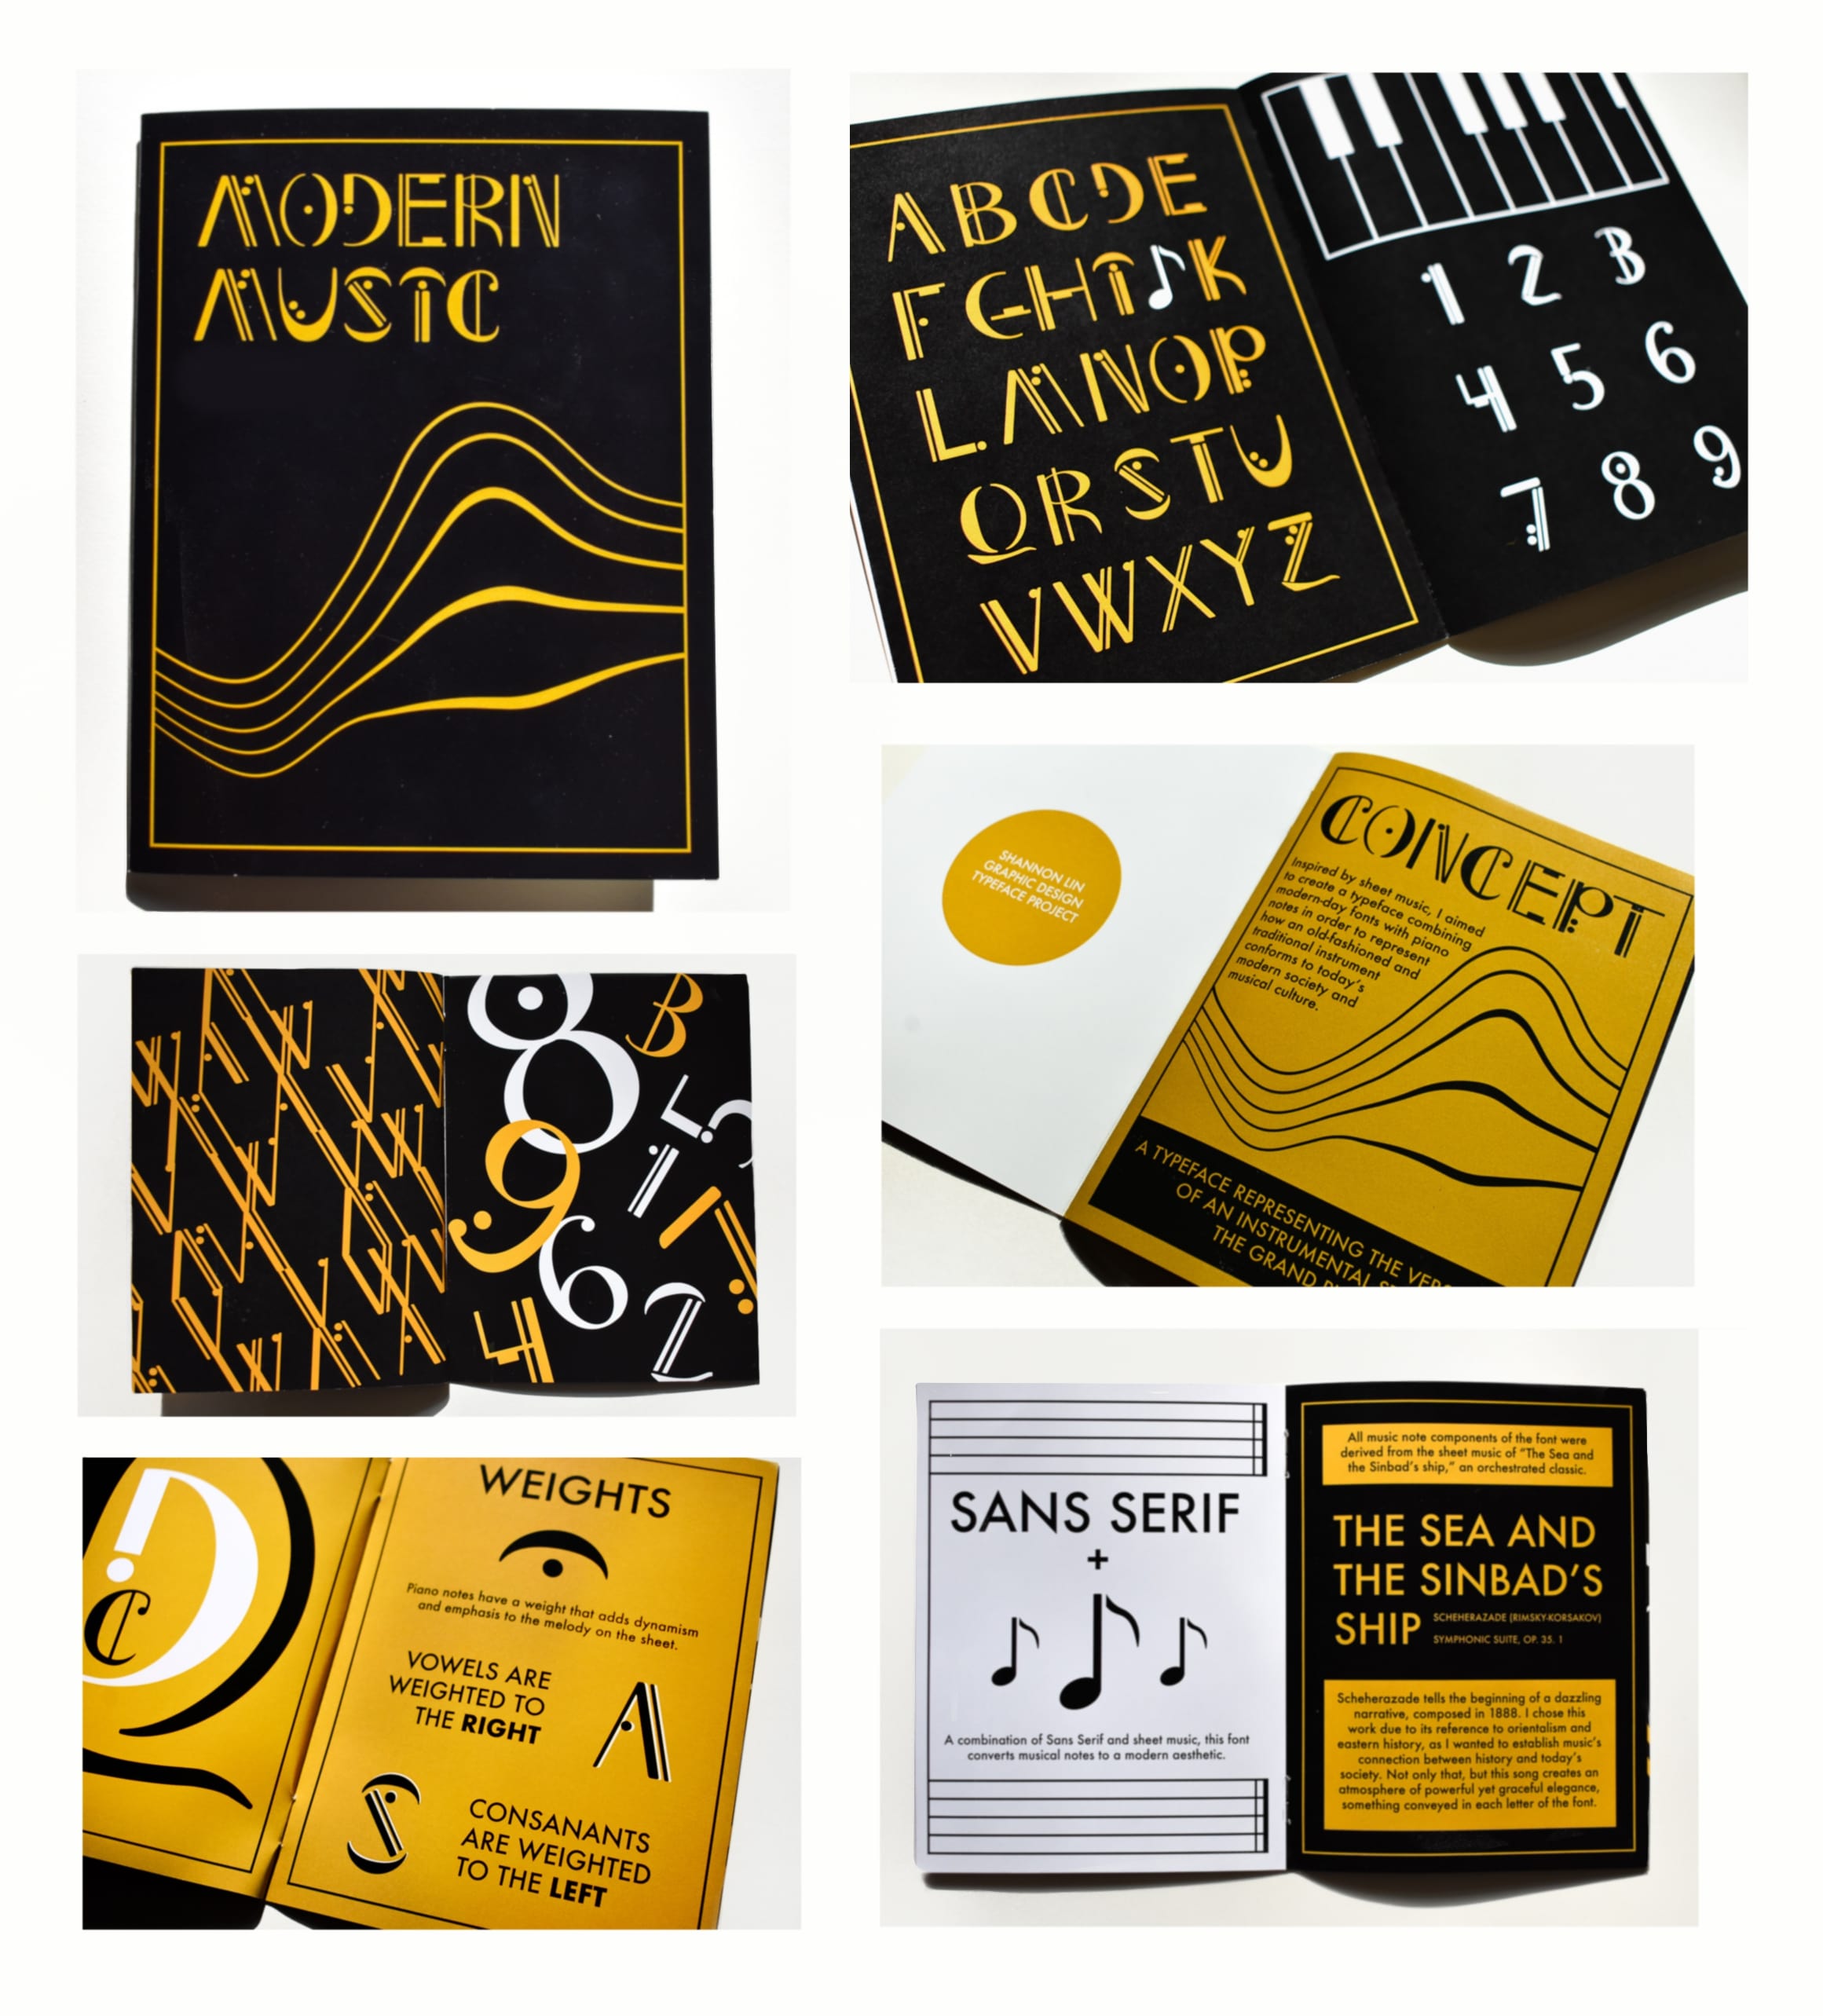 MODERN
MUSIC
A B C D E
F G H I J K
L M N O P
Q R S T U
V W X Y Z
1 2 3
4 5 6
7 8 9
SHANNON LIN
GRAPHIC DESIGN
TYPEFACE PROJECT
CONCEPT
Inspired by sheet music, I aimed
to create a typeface combining
modern-day fonts with piano
notes in order to represent
how an old-fashioned and
traditional instrument
conforms to today's
modern society and
musical culture.
A TYPEFACE REPRESENTING THE
OF AN INSTRUMENTAL
THE GRAND
8 3
5
1
9 7
6
4 2
D
C
WEIGHTS
Piano notes have a weight that adds dynamism
and emphasis to the melody on the sheet.
VOWELS ARE
WEIGHTED TO
THE RIGHT
A
S
CONSANANTS
ARE WEIGHTED
TO THE LEFT
SANS SERIF
+
A combination of Sans Serif and sheet music, this font
converts musical notes to a modern aesthetic.
All music note components of the font were
derived from the sheet music of "The Sea and
the Sinbad's ship," an orchestrated classic.
THE SEA AND
THE SINBAD'S
SHIP
SCHEHERAZADE (RIMSKY-KORSAKOV)
SYMPHONIC SUITE, OP. 35. 1
Scheherazade tells the beginning of a dazzling
narrative, composed in 1888. I chose this
work due to its reference to orientalism and
eastern history, as I wanted to establish music's
connection between history and today's
society. Not only that, but this song creates an
atmosphere of powerful yet graceful elegance,
something conveyed in each letter of the font.